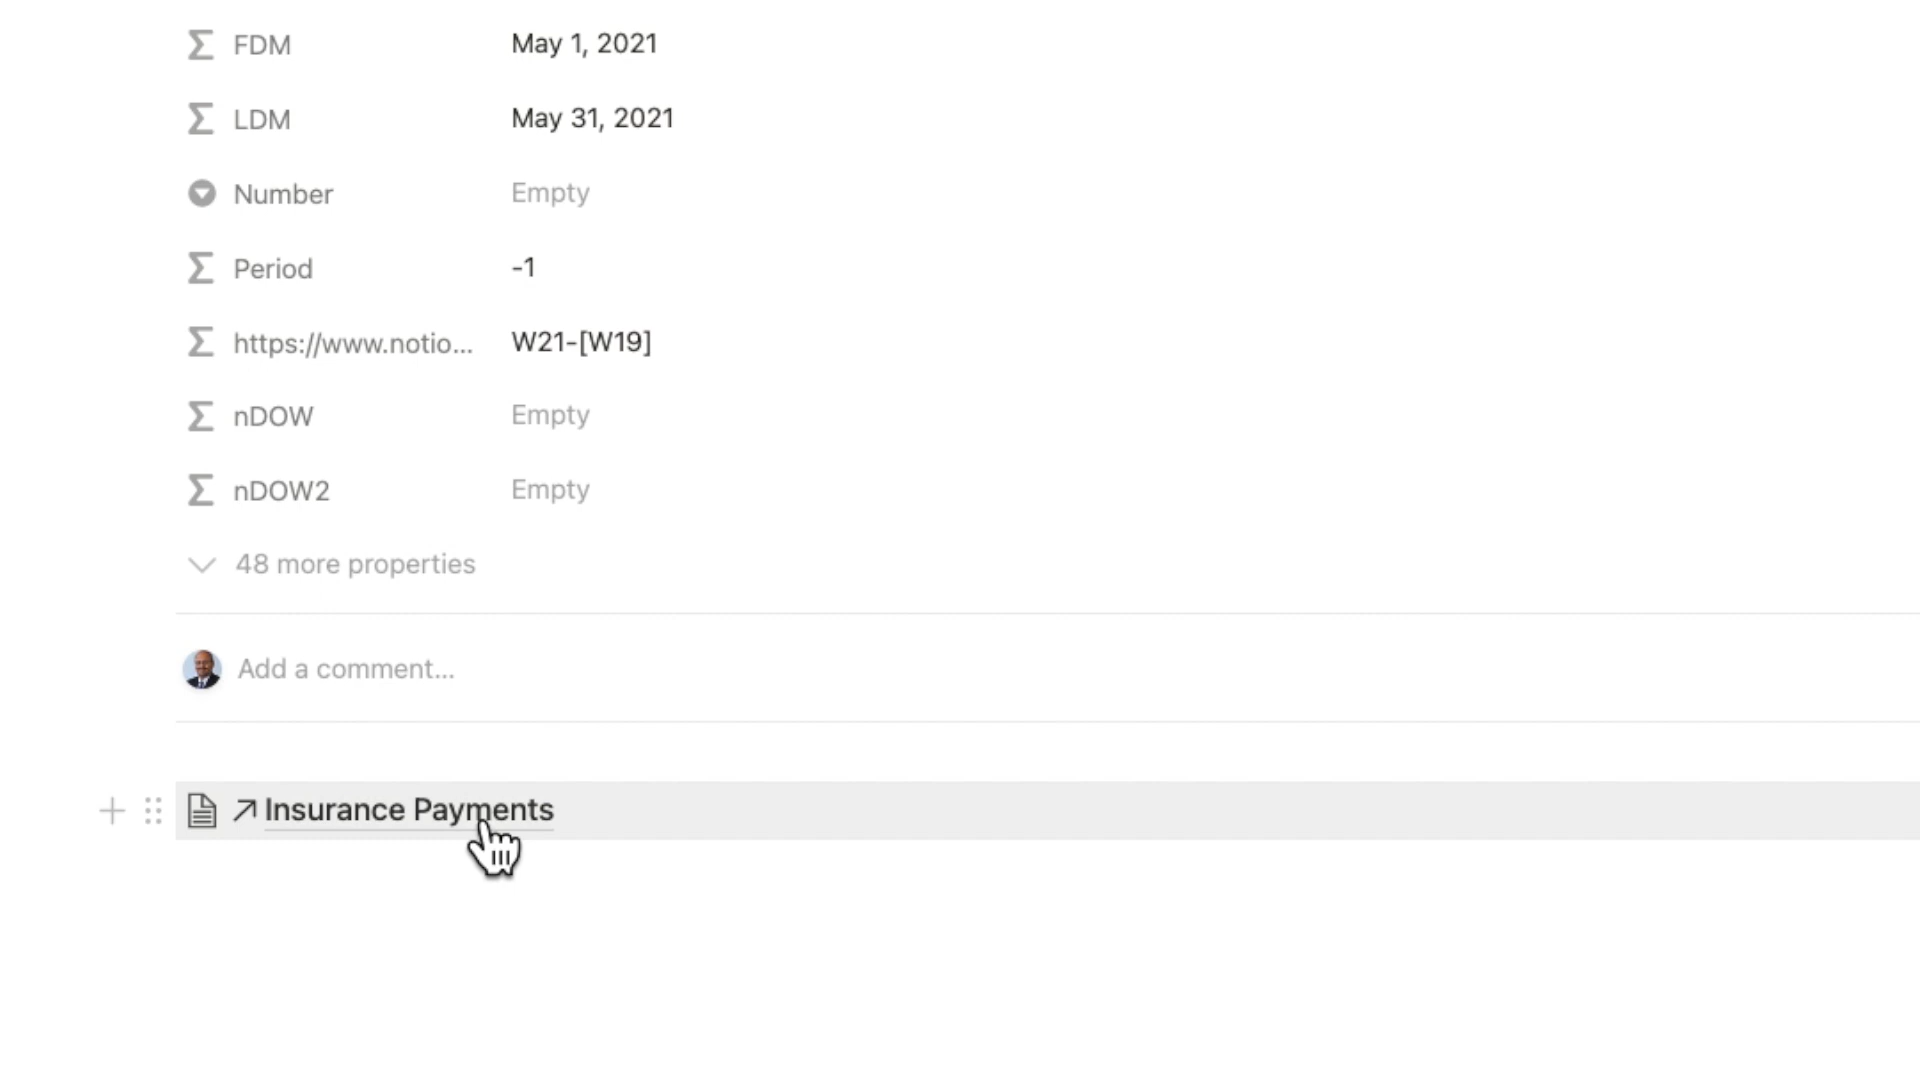 FDM May 1, 2021
LDM May 31, 2021
Number Empty
Period -1
https://www.notio... W21-[W19]
nDOW Empty
nDOW2 Empty
48 more properties
Add a comment...
Insurance Payments